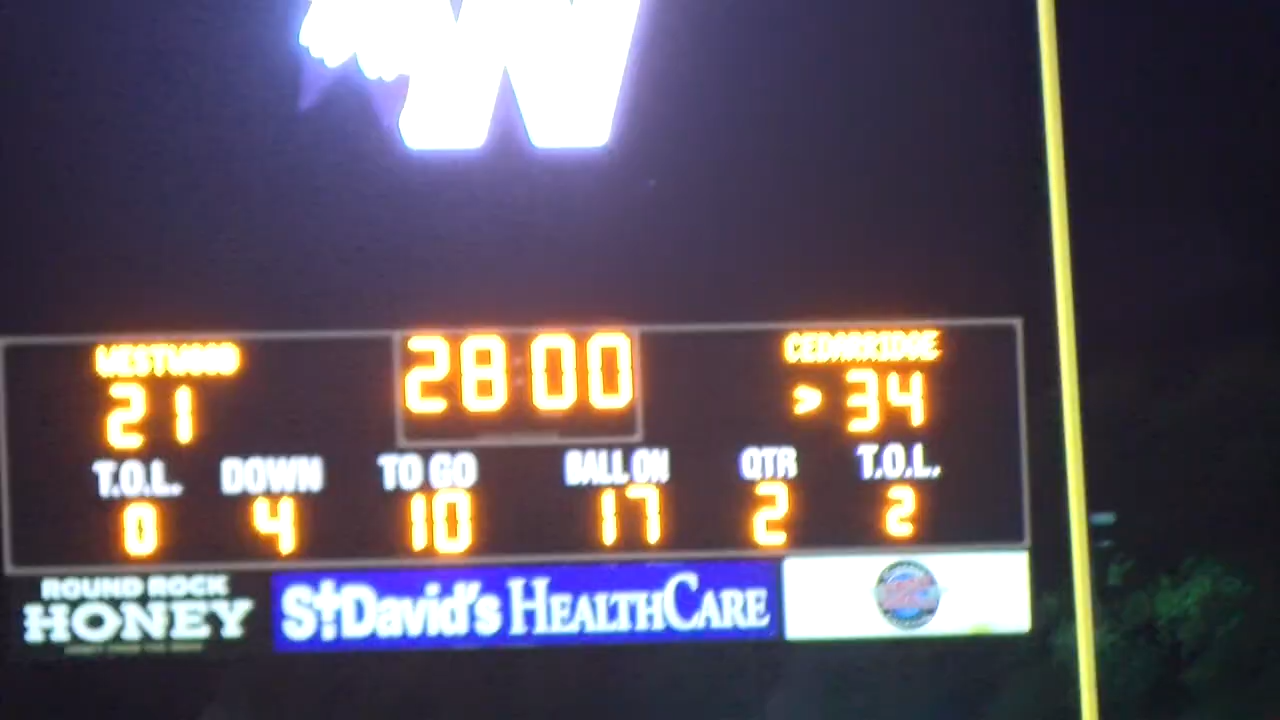 W
WESTWOOD 28:00 CEDARRIDGE
21 > 34
T.O.L. DOWN TO GO BALL ON QTR T.O.L.
0 4 10 17 2 2
ROUND ROCK
HONEY
St.David's HEALTHCARE